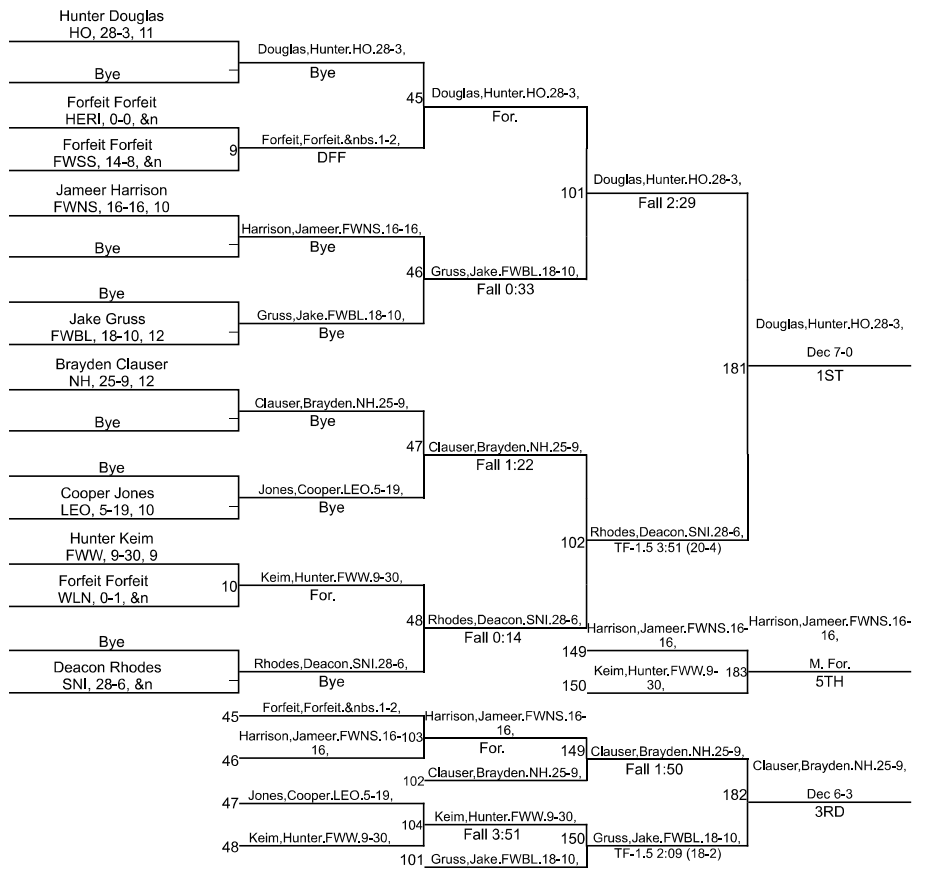 Hunter Douglas
HO, 28-3, 11
Bye
Forfeit Forfeit
HERI, 0-0, &n
Forfeit Forfeit
FWSS, 14-8, &n
Jameer Harrison
FWNS, 16-16, 10
Bye
Bye
Jake Gruss
FWBL, 18-10, 12
Brayden Clauser
NH, 25-9, 12
Bye
Bye
Cooper Jones
LEO, 5-19, 10
Hunter Keim
FWW, 9-30, 9
Forfeit Forfeit
WLN, 0-1, &n
Bye
Deacon Rhodes
SNI, 28-6, &n
Douglas,Hunter.HO.28-3,
Bye
9
Forfeit,Forfeit.&nbs.1-2,
DFF
Harrison,Jameer.FWNS.16-16,
Bye
Gruss,Jake.FWBL.18-10,
Bye
Clauser,Brayden.NH.25-9,
Bye
Jones,Cooper.LEO.5-19,
Bye
10
Keim,Hunter.FWW.9-30,
For.
Rhodes,Deacon.SNI.28-6,
Bye
45
Douglas,Hunter.HO.28-3,
For.
46
Gruss,Jake.FWBL.18-10,
Fall 0:33
47
Clauser,Brayden.NH.25-9,
Fall 1:22
48
Rhodes,Deacon.SNI.28-6,
Fall 0:14
101
Douglas,Hunter.HO.28-3,
Fall 2:29
102
Rhodes,Deacon.SNI.28-6,
TF-1.5 3:51 (20-4)
181
Douglas,Hunter.HO.28-3,
Dec 7-0
1ST
149
Harrison,Jameer.FWNS.16-
16,
150
Keim,Hunter.FWW.9-
30,
183
Harrison,Jameer.FWNS.16-
16,
M. For.
5TH
45
Forfeit,Forfeit.&nbs.1-2,
46
Harrison,Jameer.FWNS.16-
16,
103
Harrison,Jameer.FWNS.16-
16,
For.
102
Clauser,Brayden.NH.25-9,
149
Clauser,Brayden.NH.25-9,
Fall 1:50
47
Jones,Cooper.LEO.5-19,
48
Keim,Hunter.FWW.9-30,
104
Keim,Hunter.FWW.9-30,
Fall 3:51
101
Gruss,Jake.FWBL.18-10,
150
Gruss,Jake.FWBL.18-10,
TF-1.5 2:09 (18-2)
182
Clauser,Brayden.NH.25-9,
Dec 6-3
3RD